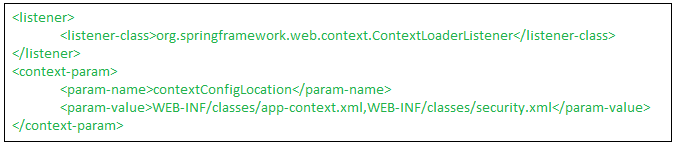 <listener>
<listener-class>org.springframework.web.context.ContextLoaderListener</listener-class>
</listener>
<context-param>
<param-name>contextConfigLocation</param-name>
<param-value>WEB-INF/classes/app-context.xml,WEB-INF/classes/security.xml</param-value>
</context-param>